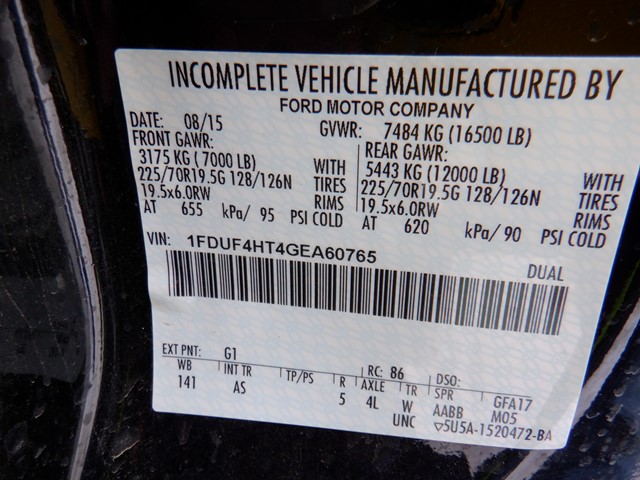 INCOMPLETE VEHICLE MANUFACTURED BY
FORD MOTOR COMPANY
DATE: 08/15 GVWR: 7484 KG (16500 LB)
FRONT GAWR: REAR GAWR:
3175 KG (7000 LB) WITH 5443 KG (12000 LB) WITH
225/70R19.5G 128/126N TIRES 225/70R19.5G 128/126N TIRES
19.5x6.0RW RIMS 19.5x6.0RW RIMS
AT 655 kPa/ 95 PSI COLD AT 620 kPa/ 90 PSI COLD
VIN: 1FDUF4HT4GEA60765
DUAL
EXT PNT: G1 RC: 86 DSO:
WB INT TR TP/PS R AXLE TR SPR GFA17
141 AS 5 4L W AABB M05
UNC ▽5U5A-1520472-BA